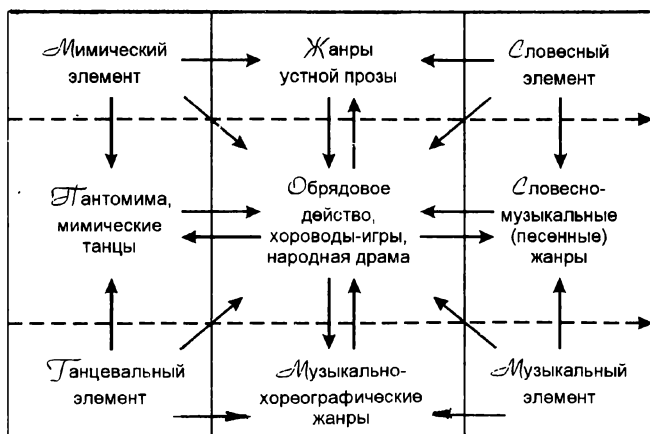 Мимический
элемент
Жанры
устной прозы
Словесный
элемент
Пантомима,
мимические
танцы
Обрядовое
действо,
хороводы-игры,
народная драма
Словесно-
музыкальные
(песенные)
жанры
Танцевальный
элемент
Музыкально-
хореографические
жанры
Музыкальный
элемент